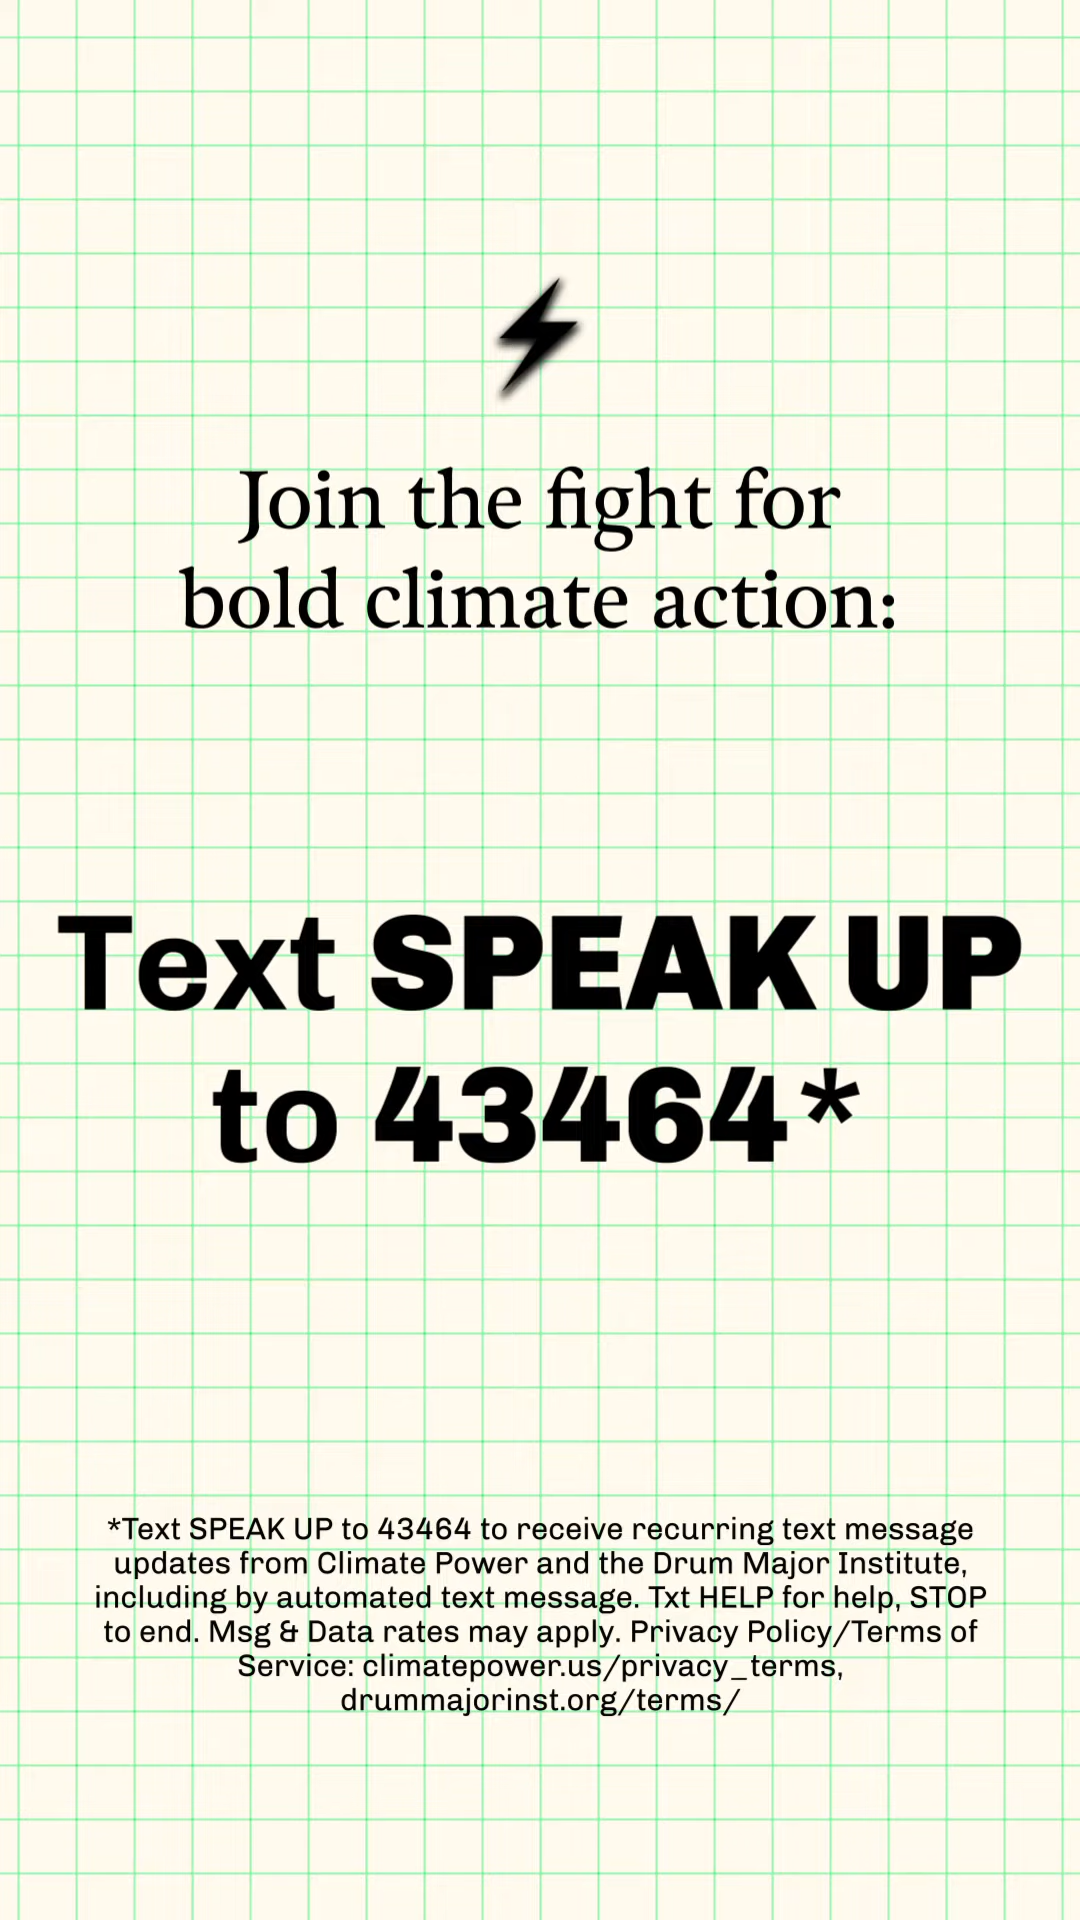 Join the fight for
bold climate action:
Text SPEAK UP
to 43464*
*Text SPEAK UP to 43464 to receive recurring text message
updates from Climate Power and the Drum Major Institute,
including by automated text message. Txt HELP for help, STOP
to end. Msg & Data rates may apply. Privacy Policy/Terms of
Service: climatepower.us/privacy_terms,
drummajorinst.org/terms/